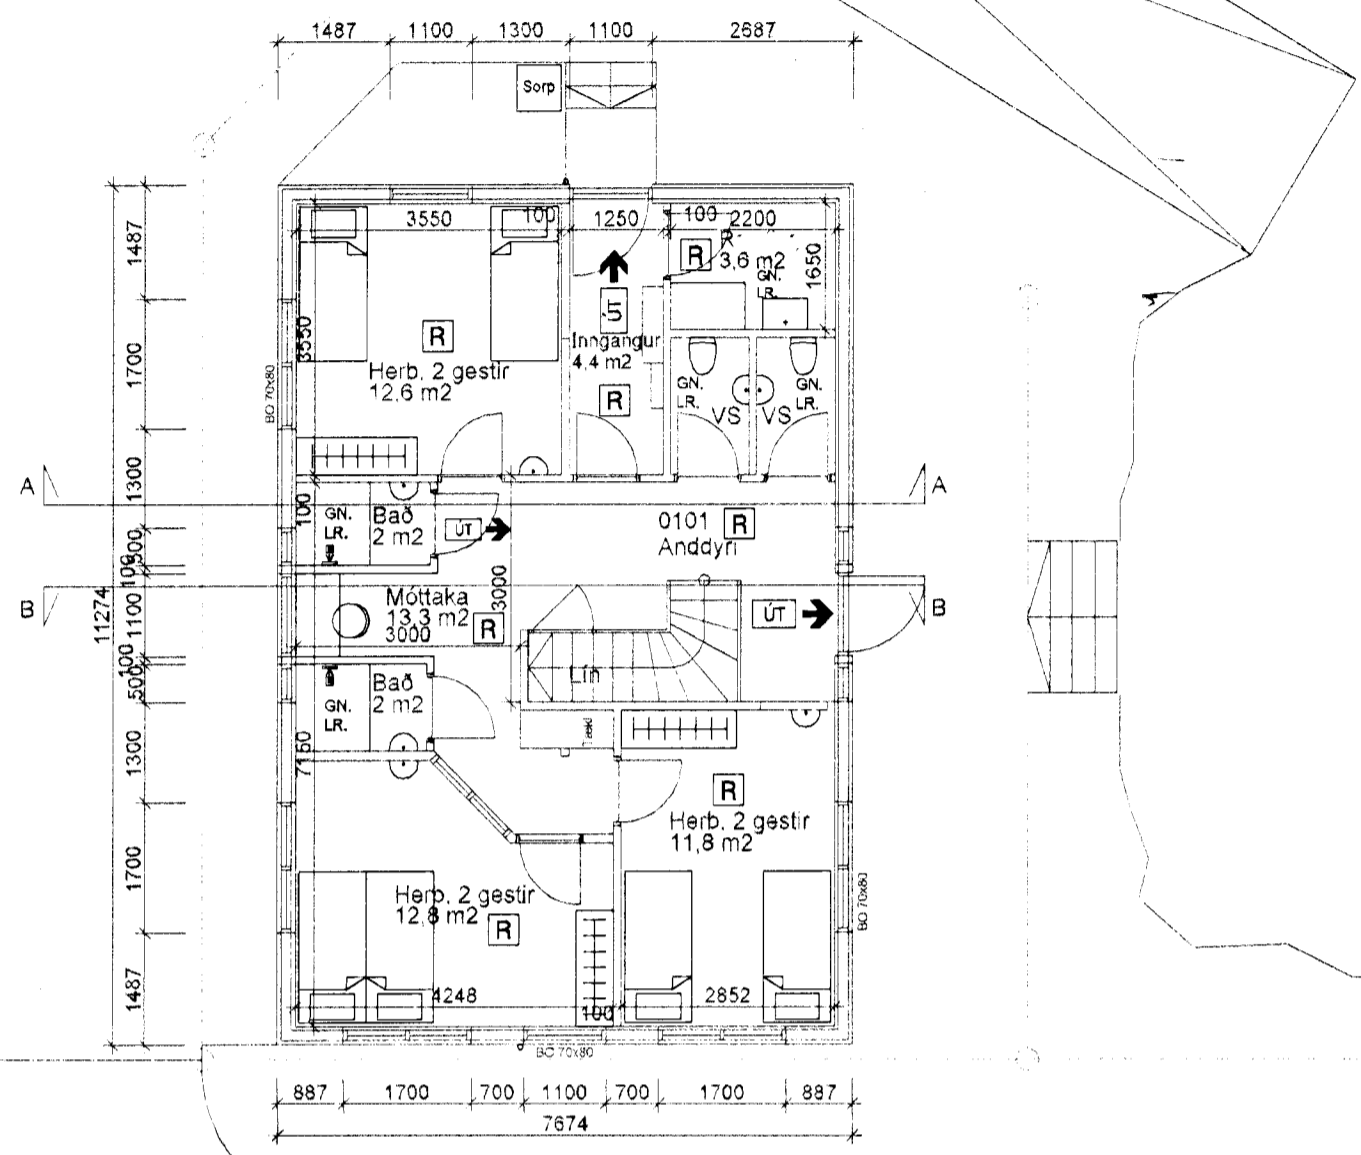 1487 1100 1300 1100 2687
Sorp
3550 100 1250 100 2200
R
R
3,6 m2
GN.
LR.
1650
1487
1700
1300
500
100
1100
100
500
1300
1700
1487
11274
3550
R
Herb. 2 gestir
12,6 m2
BO 70x80
Inngangur
4,4 m2
R
GN.
LR.
VS
VS
GN.
LR.
A
A
100
GN.
LR.
Bað
2 m2
ÚT
0101
Anddyri
R
B
B
Móttaka
13,3 m2
3000
R
3000
ÚT
Lín
GN.
LR.
Bað
2 m2
7160
R
Herb. 2 gestir
11,8 m2
Herb. 2 gestir
12,8 m2
R
BO 70x80
4248 100 2852
BO 70x80
887 1700 700 1100 700 1700 887
7674